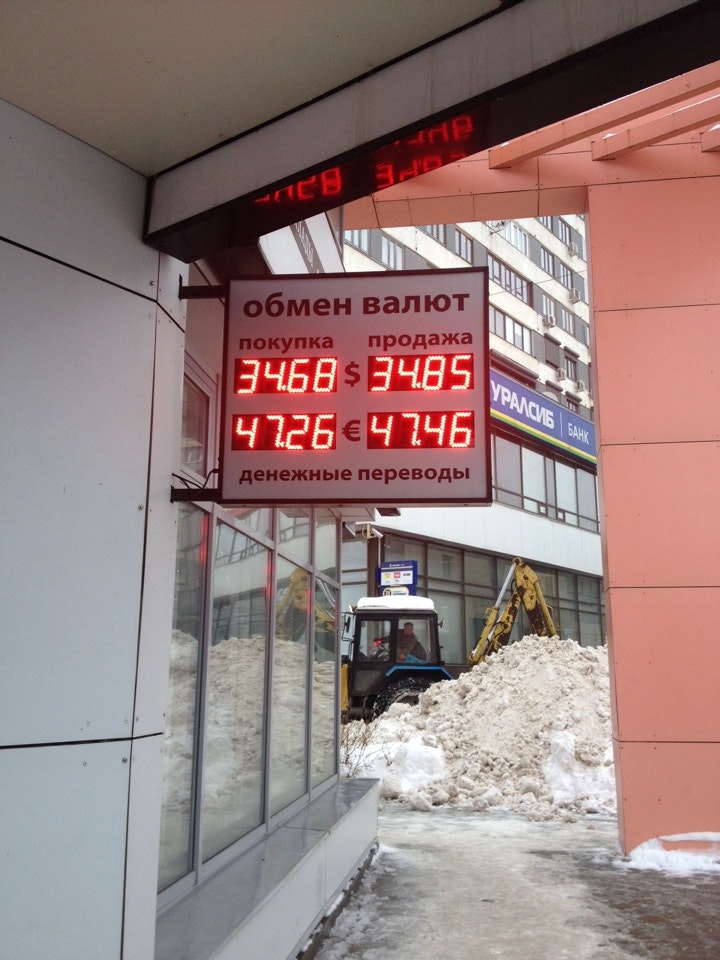 обмен валют
покупка продажа
34.68 $ 34.85
47.26 € 47.46
денежные переводы
УРАЛСИБ | БАНК